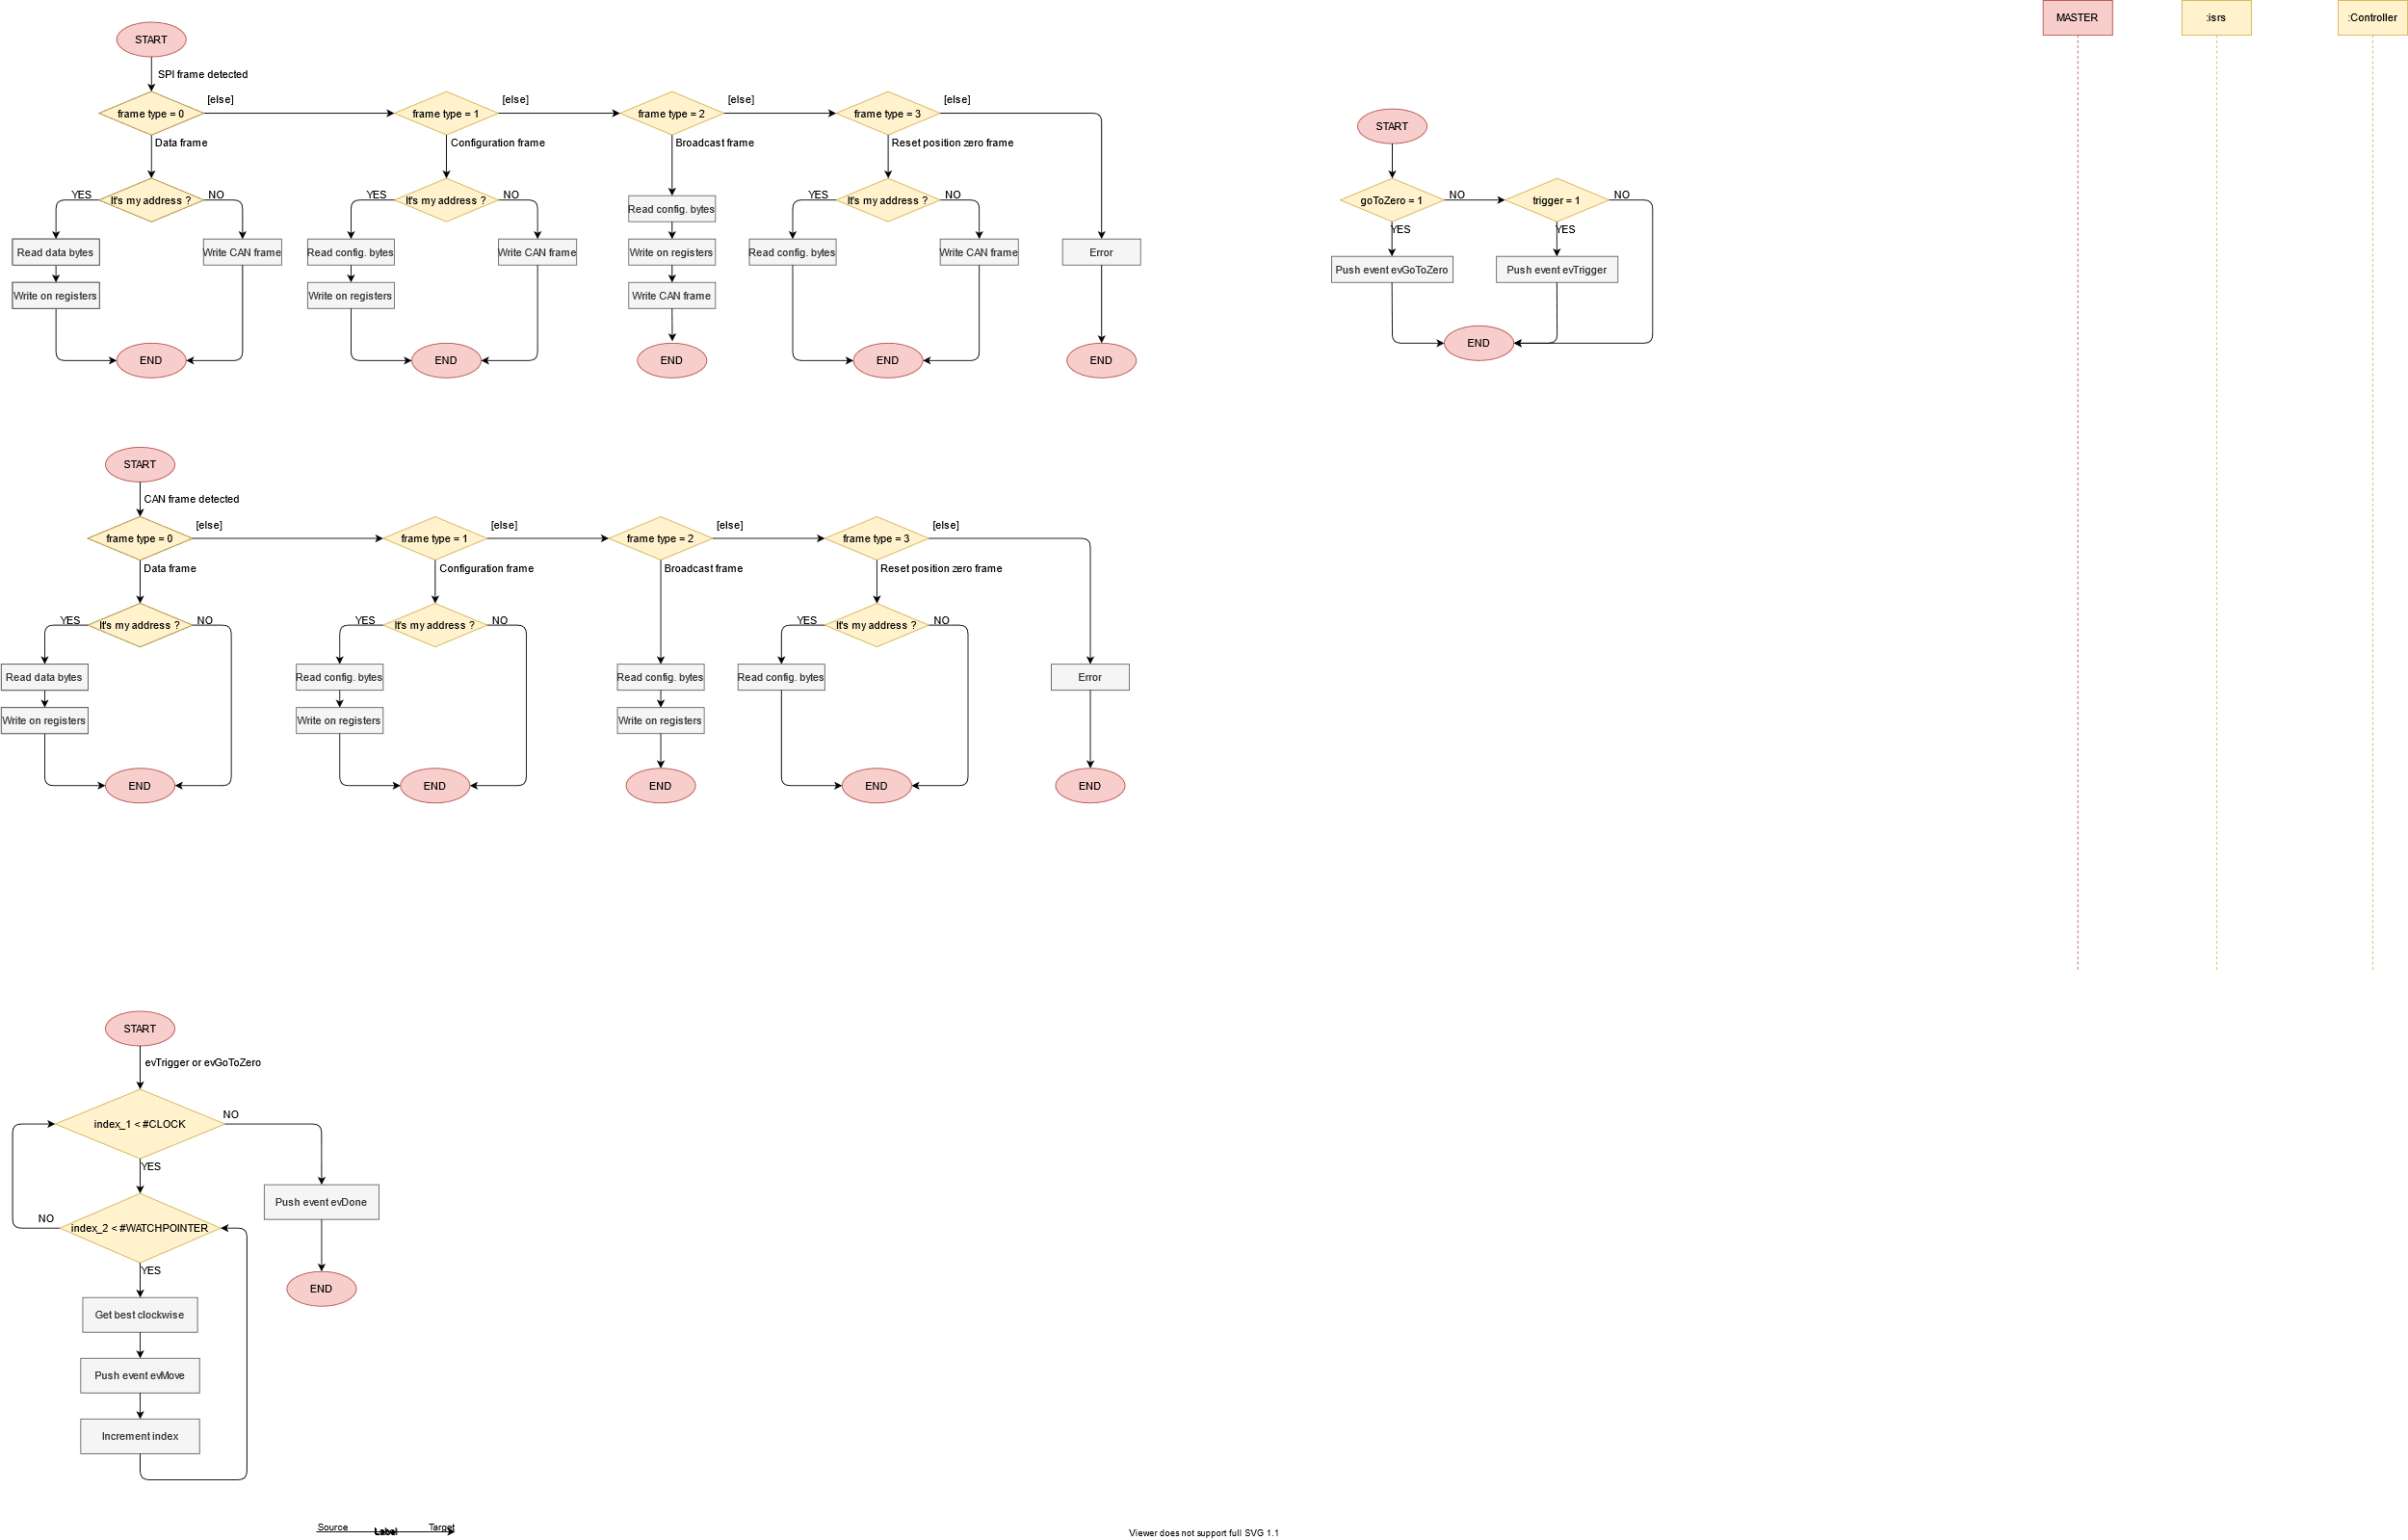 MASTER
:isrs
:Controller
START
SPI frame detected
frame type = 0
[else]
frame type = 1
[else]
frame type = 2
[else]
frame type = 3
[else]
Data frame
Configuration frame
Broadcast frame
Reset position zero frame
YES
It's my address ?
NO
YES
It's my address ?
NO
YES
It's my address ?
NO
Read config. bytes
Read data bytes
Write CAN frame
Read config. bytes
Write CAN frame
Write on registers
Read config. bytes
Write CAN frame
Error
Write on registers
Write on registers
Write CAN frame
END
END
END
END
END
START
goToZero = 1
NO
trigger = 1
NO
YES
YES
Push event evGoToZero
Push event evTrigger
END
START
CAN frame detected
frame type = 0
[else]
frame type = 1
[else]
frame type = 2
[else]
frame type = 3
[else]
Data frame
Configuration frame
Broadcast frame
Reset position zero frame
YES
It's my address ?
NO
YES
It's my address ?
NO
YES
It's my address ?
NO
Read data bytes
Read config. bytes
Read config. bytes
Read config. bytes
Error
Write on registers
Write on registers
Write on registers
END
END
END
END
END
START
evTrigger or evGoToZero
index_1 < #CLOCK
NO
YES
Push event evDone
NO
index_2 < #WATCHPOINTER
YES
END
Get best clockwise
Push event evMove
Increment index
Source
Label
Target
Viewer does not support full SVG 1.1